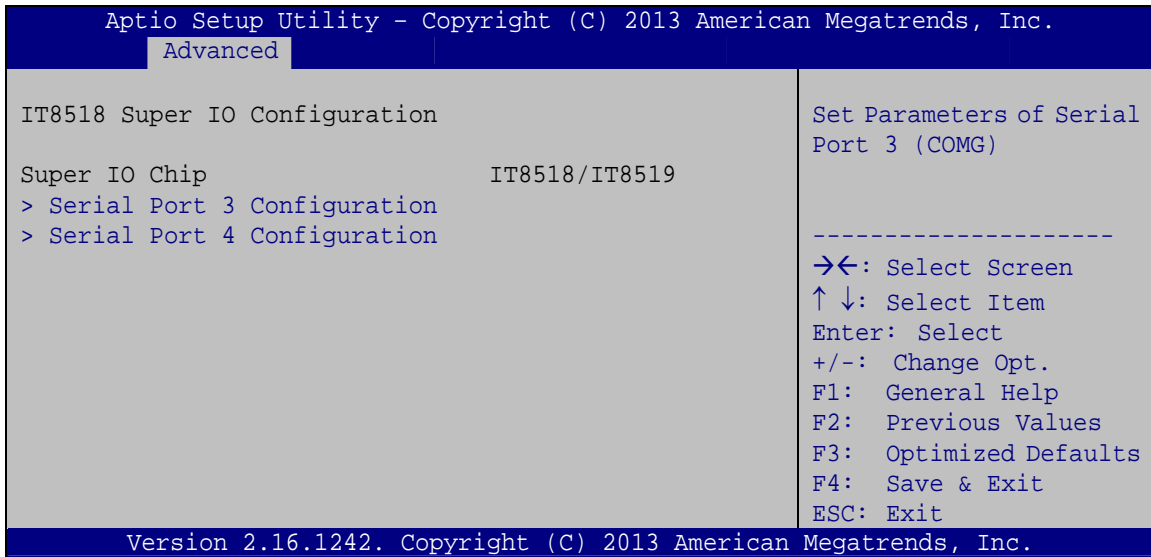 Aptio Setup Utility – Copyright (C) 2013 American Megatrends, Inc.
Advanced
IT8518 Super IO Configuration
Super IO Chip IT8518/IT8519
> Serial Port 3 Configuration
> Serial Port 4 Configuration
Set Parameters of Serial
Port 3 (COMG)
---------------------
→←: Select Screen
↑ ↓: Select Item
Enter: Select
+/-: Change Opt.
F1: General Help
F2: Previous Values
F3: Optimized Defaults
F4: Save & Exit
ESC: Exit
Version 2.16.1242. Copyright (C) 2013 American Megatrends, Inc.